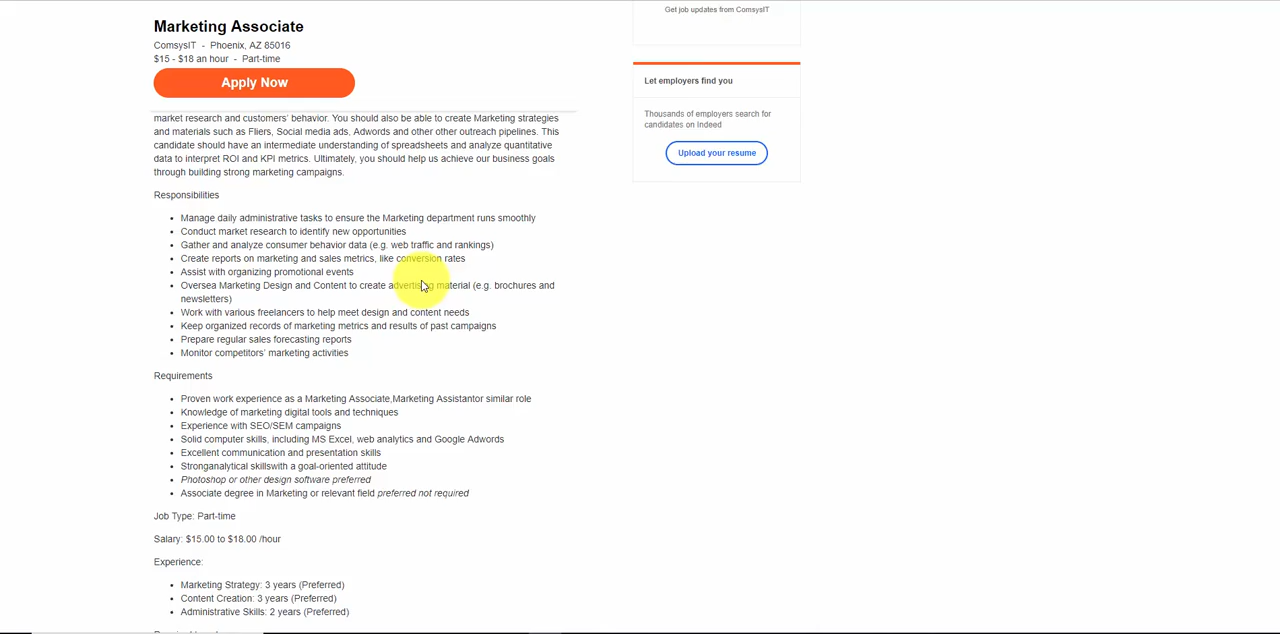 Marketing Associate
ComsysIT - Phoenix, AZ 85016
$15 - $18 an hour - Part-time
Apply Now
market research and customers' behavior. You should also be able to create Marketing strategies
and materials such as Fliers, Social media ads, Adwords and other other outreach pipelines. This
candidate should have an intermediate understanding of spreadsheets and analyze quantitative
data to interpret ROI and KPI metrics. Ultimately, you should help us achieve our business goals
through building strong marketing campaigns.
Responsibilities
• Manage daily administrative tasks to ensure the Marketing department runs smoothly
• Conduct market research to identify new opportunities
• Gather and analyze consumer behavior data (e.g. web traffic and rankings)
• Create reports on marketing and sales metrics, like conversion rates
• Assist with organizing promotional events
• Oversea Marketing Design and Content to create advertising material (e.g. brochures and
newsletters)
• Work with various freelancers to help meet design and content needs
• Keep organized records of marketing metrics and results of past campaigns
• Prepare regular sales forecasting reports
• Monitor competitors' marketing activities
Requirements
• Proven work experience as a Marketing Associate,Marketing Assistantor similar role
• Knowledge of marketing digital tools and techniques
• Experience with SEO/SEM campaigns
• Solid computer skills, including MS Excel, web analytics and Google Adwords
• Excellent communication and presentation skills
• Stronganalytical skillswith a goal-oriented attitude
• Photoshop or other design software preferred
• Associate degree in Marketing or relevant field preferred not required
Job Type: Part-time
Salary: $15.00 to $18.00 /hour
Experience:
• Marketing Strategy: 3 years (Preferred)
• Content Creation: 3 years (Preferred)
• Administrative Skills: 2 years (Preferred)
Get job updates from ComsysIT
Let employers find you
Thousands of employers search for
candidates on Indeed
Upload your resume